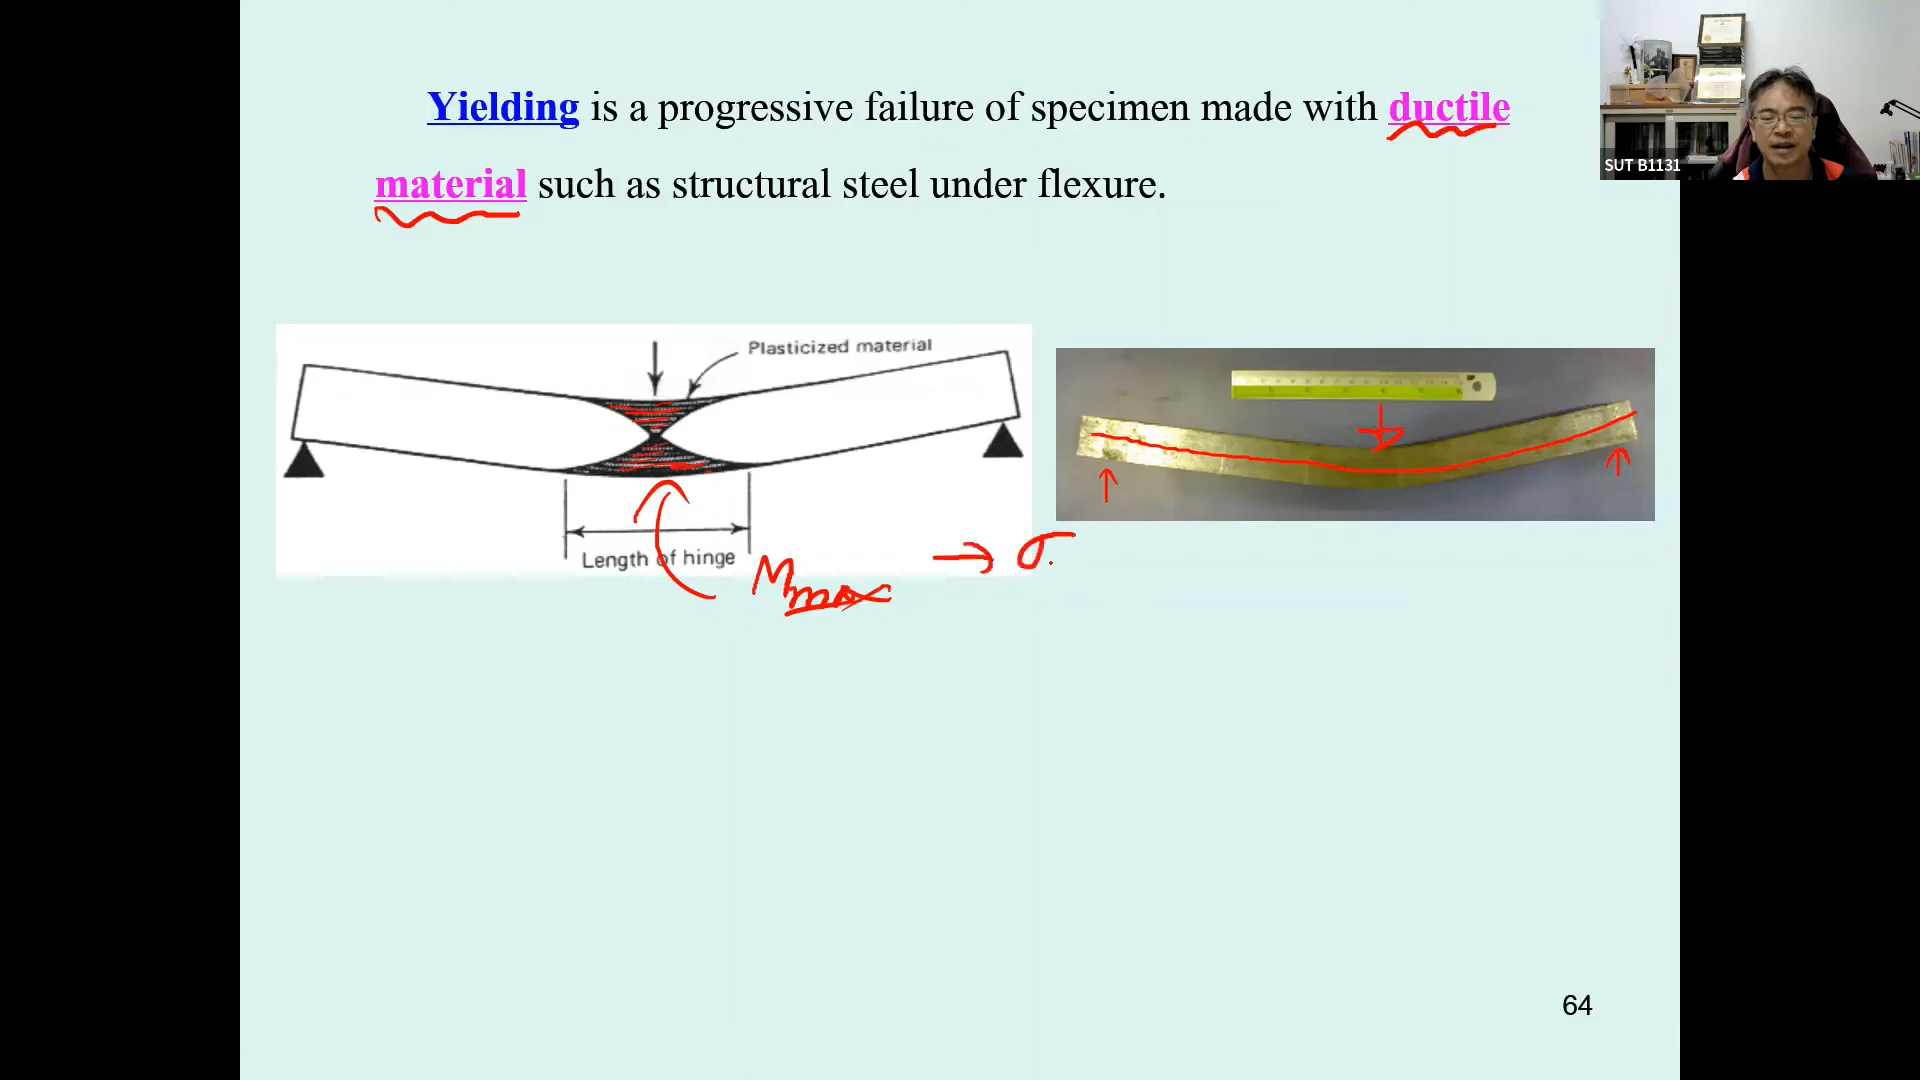 Yielding is a progressive failure of specimen made with ductile
material such as structural steel under flexure.
SUT B1131
Plasticized material
Length of hinge
Mmax → σ
64